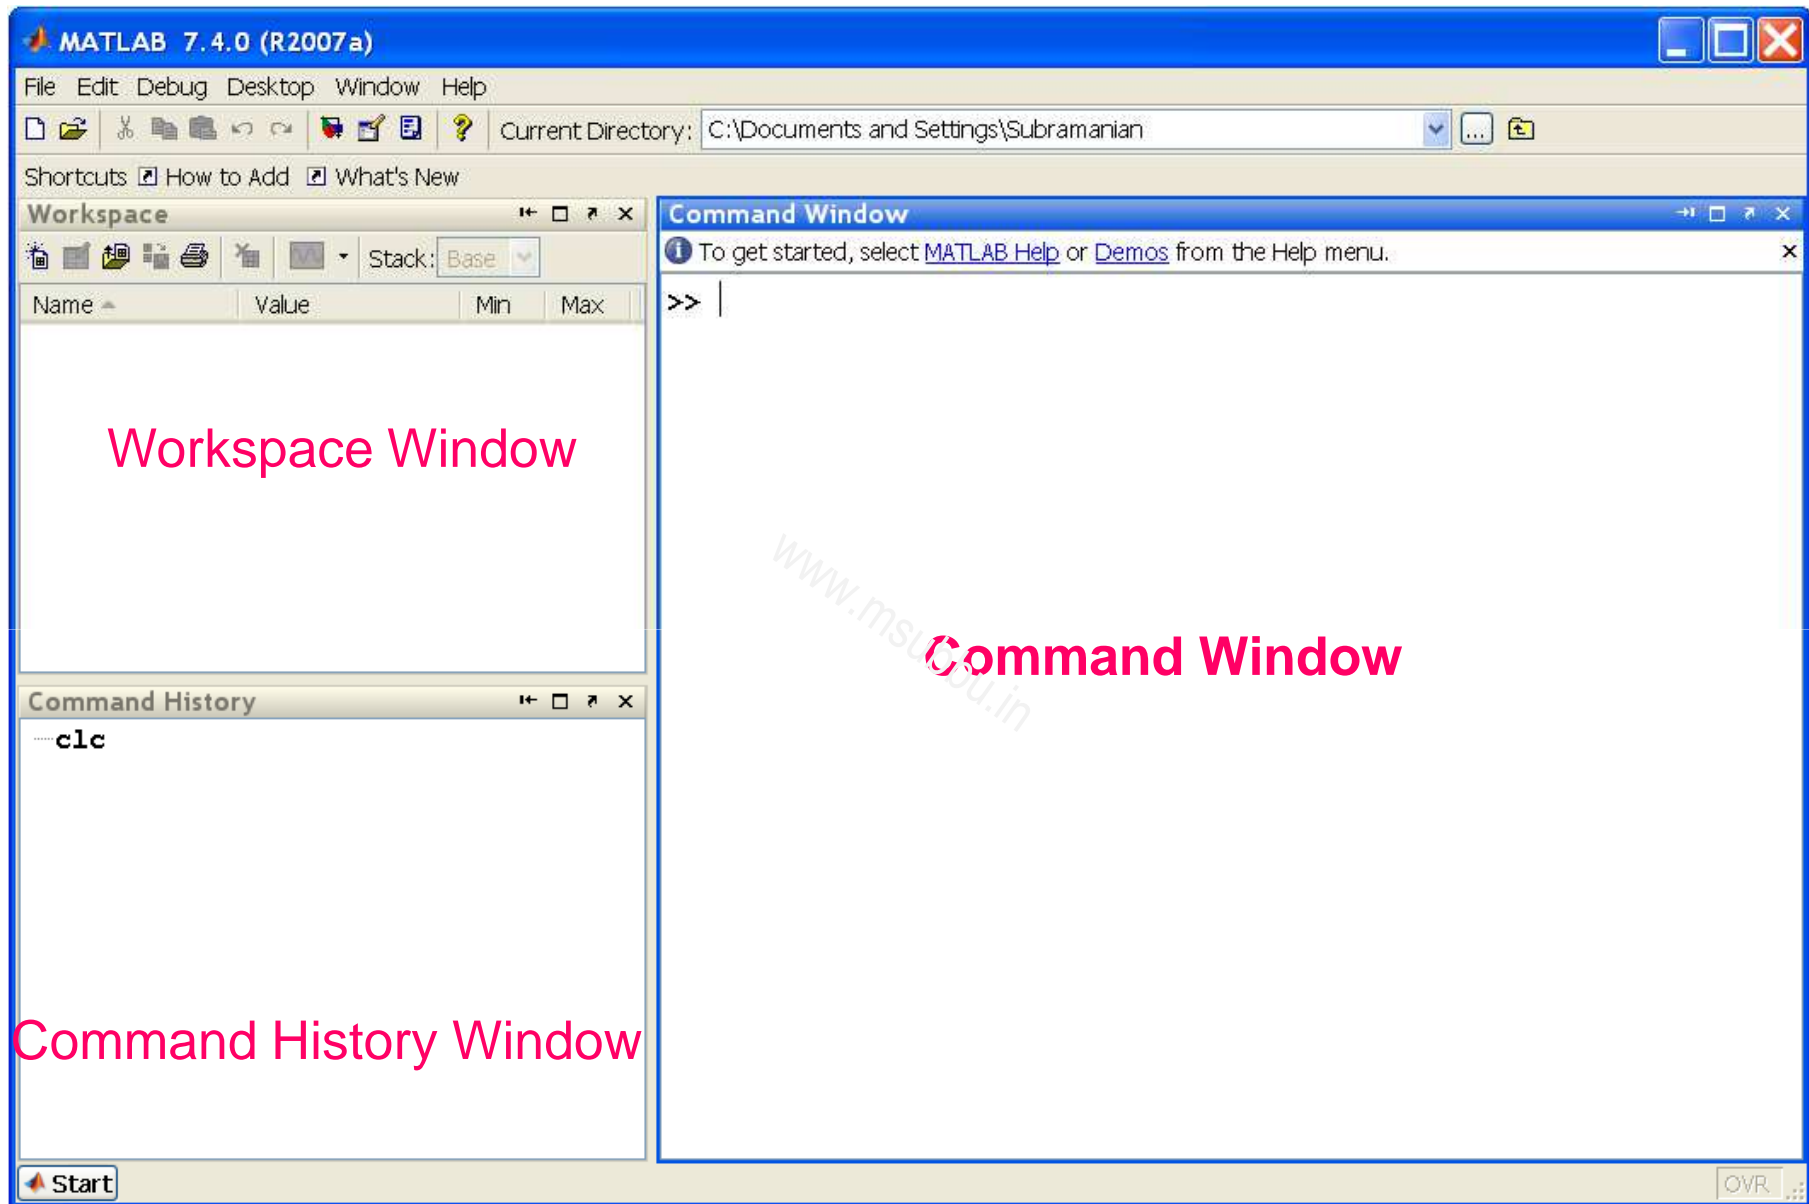 MATLAB 7.4.0 (R2007a)
File Edit Debug Desktop Window Help
Current Directory: C:\Documents and Settings\Subramanian ...
Shortcuts How to Add What's New
Workspace
Stack: Base
Name Value Min Max
Workspace Window
Command History
clc
Command History Window
Command Window
To get started, select MATLAB Help or Demos from the Help menu.
>>
Command Window
Start
OVR